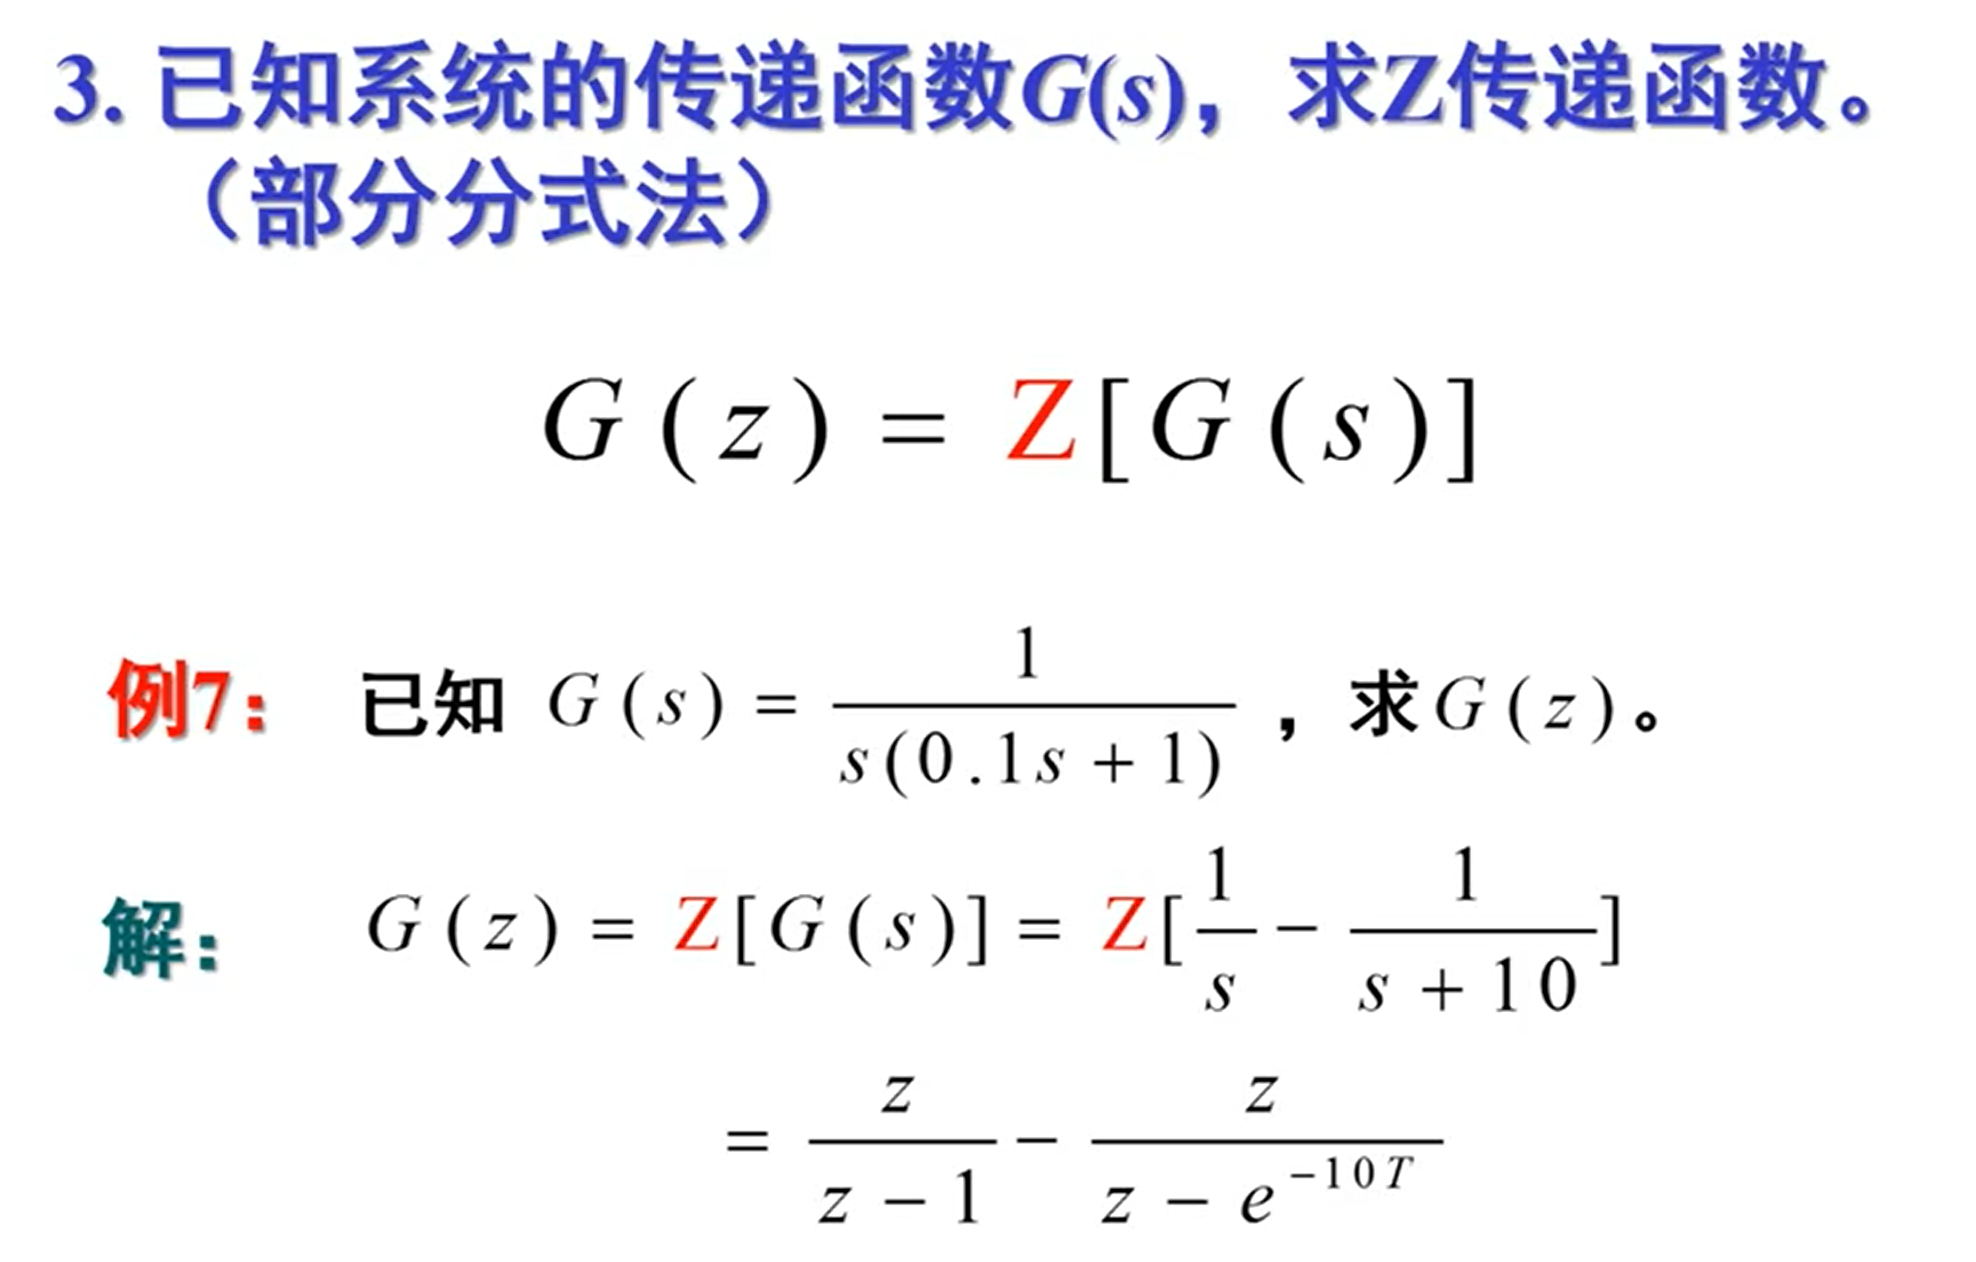 3. 已知系统的传递函数G(s)，求Z传递函数。
（部分分式法）
G(z) = Z[G(s)]
例7： 已知 G(s) = \frac{1}{s(0.1s+1)}，求G(z)。
解： G(z) = Z[G(s)] = Z[\frac{1}{s} - \frac{1}{s+10}]
= \frac{z}{z-1} - \frac{z}{z-e^{-10T}}